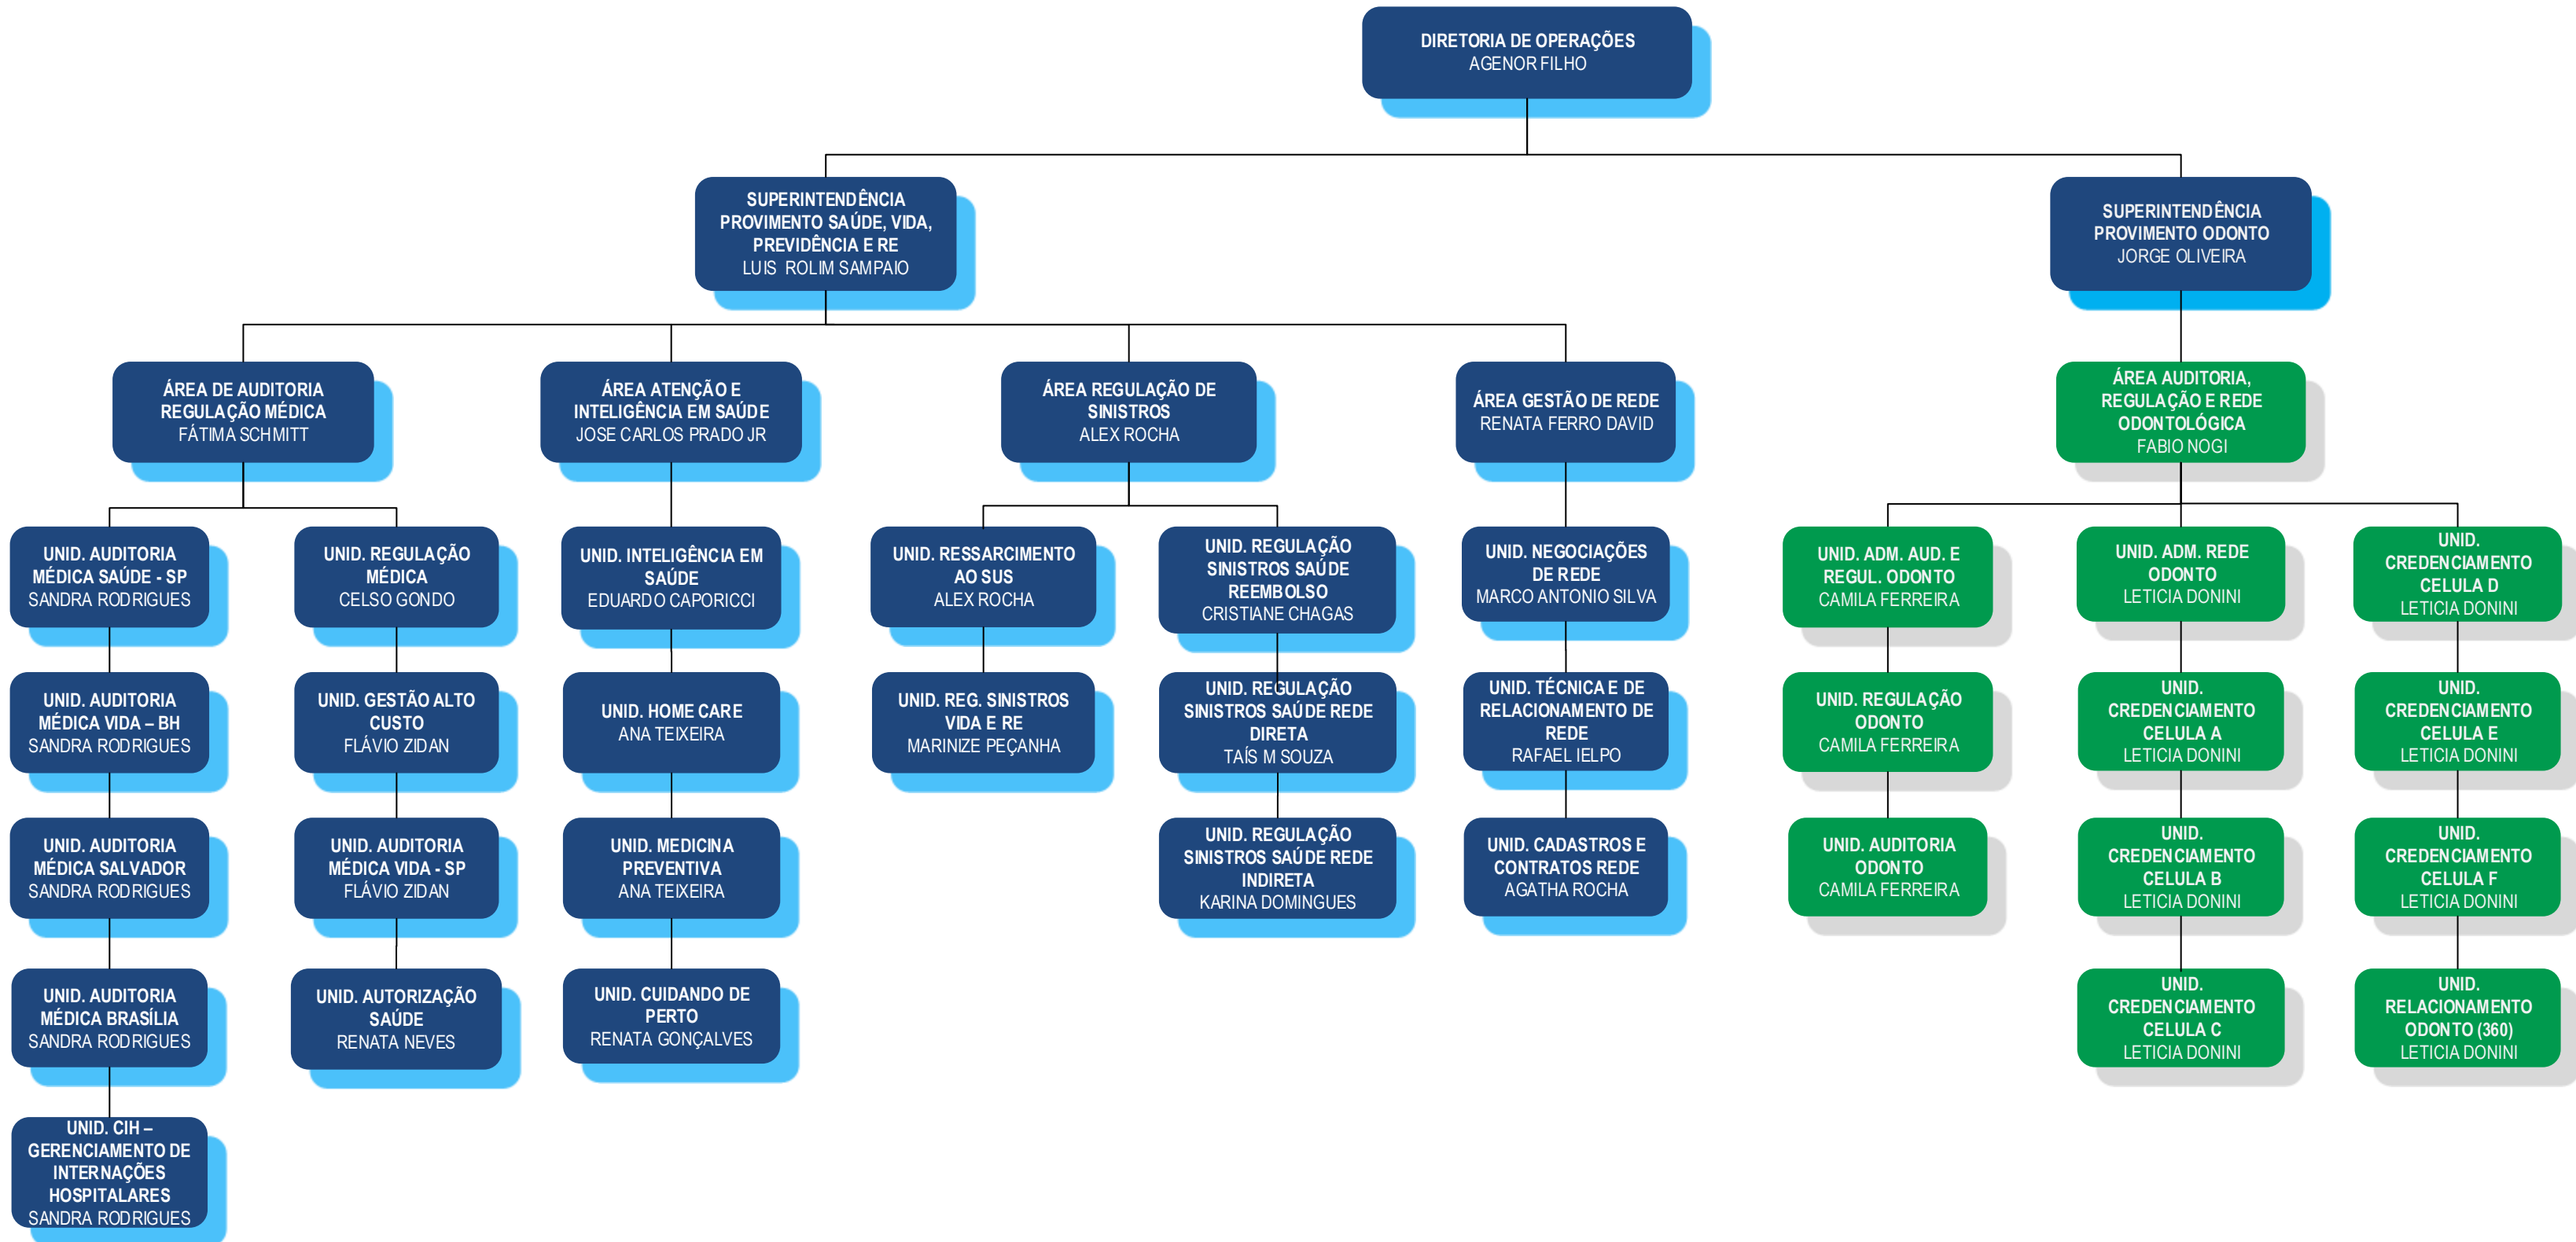 DIRETORIA DE OPERAÇÕES
AGENOR FILHO
SUPERINTENDÊNCIA
PROVIMENTO SAÚDE, VIDA,
PREVIDÊNCIA E RE
LUIS ROLIM SAMPAIO
SUPERINTENDÊNCIA
PROVIMENTO ODONTO
JORGE OLIVEIRA
ÁREA DE AUDITORIA
REGULAÇÃO MÉDICA
FÁTIMA SCHMITT
ÁREA ATENÇÃO E
INTELIGÊNCIA EM SAÚDE
JOSE CARLOS PRADO JR
ÁREA REGULAÇÃO DE
SINISTROS
ALEX ROCHA
ÁREA GESTÃO DE REDE
RENATA FERRO DAVID
ÁREA AUDITORIA,
REGULAÇÃO E REDE
ODONTOLÓGICA
FABIO NOGI
UNID. AUDITORIA
MÉDICA SAÚDE - SP
SANDRA RODRIGUES
UNID. REGULAÇÃO
MÉDICA
CELSO GONDO
UNID. INTELIGÊNCIA EM
SAÚDE
EDUARDO CAPORICCI
UNID. RESSARCIMENTO
AO SUS
ALEX ROCHA
UNID. REGULAÇÃO
SINISTROS SAÚDE
REEMBOLSO
CRISTIANE CHAGAS
UNID. NEGOCIAÇÕES
DE REDE
MARCO ANTONIO SILVA
UNID. ADM. AUD. E
REGUL. ODONTO
CAMILA FERREIRA
UNID. ADM. REDE
ODONTO
LETICIA DONINI
UNID.
CREDENCIAMENTO
CELULA D
LETICIA DONINI
UNID. AUDITORIA
MÉDICA VIDA – BH
SANDRA RODRIGUES
UNID. GESTÃO ALTO
CUSTO
FLÁVIO ZIDAN
UNID. HOME CARE
ANA TEIXEIRA
UNID. REG. SINISTROS
VIDA E RE
MARINIZE PEÇANHA
UNID. REGULAÇÃO
SINISTROS SAÚDE REDE
DIRETA
TAÍS M SOUZA
UNID. TÉCNICA E DE
RELACIONAMENTO DE
REDE
RAFAEL IELPO
UNID. REGULAÇÃO
ODONTO
CAMILA FERREIRA
UNID.
CREDENCIAMENTO
CELULA A
LETICIA DONINI
UNID.
CREDENCIAMENTO
CELULA E
LETICIA DONINI
UNID. AUDITORIA
MÉDICA SALVADOR
SANDRA RODRIGUES
UNID. AUDITORIA
MÉDICA VIDA - SP
FLÁVIO ZIDAN
UNID. MEDICINA
PREVENTIVA
ANA TEIXEIRA
UNID. REGULAÇÃO
SINISTROS SAÚDE REDE
INDIRETA
KARINA DOMINGUES
UNID. CADASTROS E
CONTRATOS REDE
AGATHA ROCHA
UNID. AUDITORIA
ODONTO
CAMILA FERREIRA
UNID.
CREDENCIAMENTO
CELULA B
LETICIA DONINI
UNID.
CREDENCIAMENTO
CELULA F
LETICIA DONINI
UNID. AUDITORIA
MÉDICA BRASÍLIA
SANDRA RODRIGUES
UNID. AUTORIZAÇÃO
SAÚDE
RENATA NEVES
UNID. CUIDANDO DE
PERTO
RENATA GONÇALVES
UNID.
CREDENCIAMENTO
CELULA C
LETICIA DONINI
UNID.
RELACIONAMENTO
ODONTO (360)
LETICIA DONINI
UNID. CIH –
GERENCIAMENTO DE
INTERNAÇÕES
HOSPITALARES
SANDRA RODRIGUES